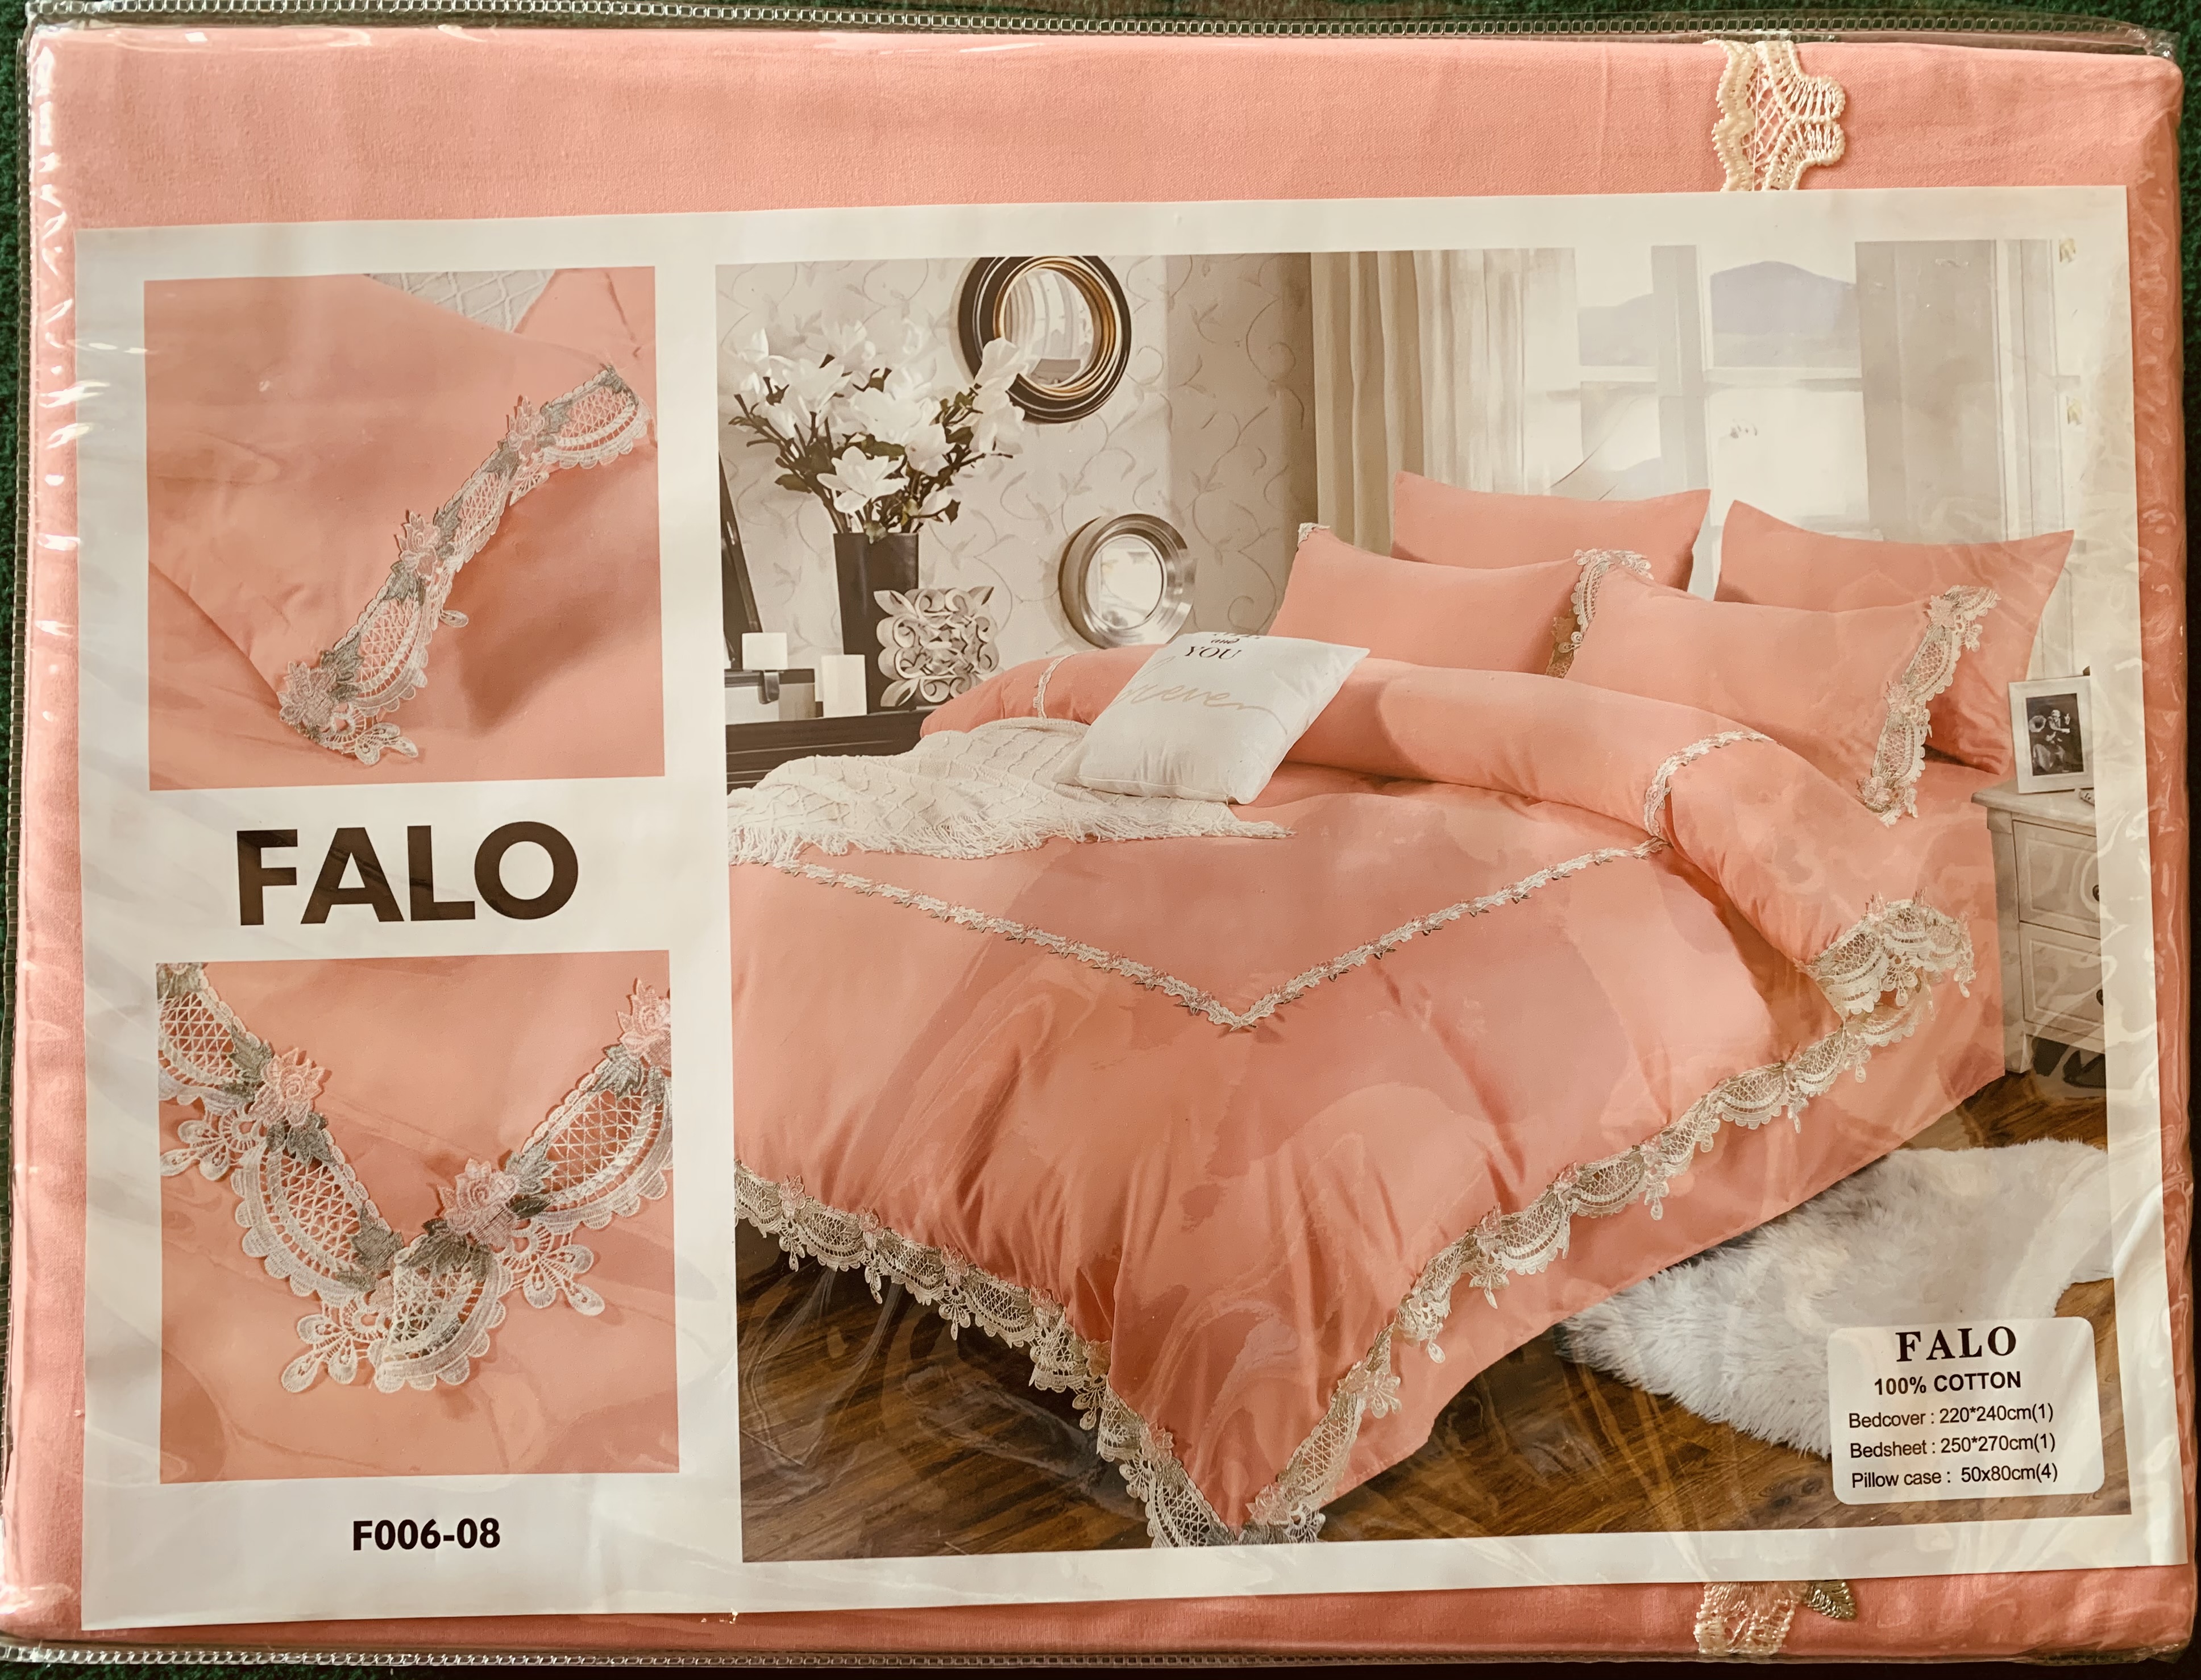 FALO
F006-08
and
YOU
FALO
100% COTTON
Bedcover : 220*240cm(1)
Bedsheet : 250*270cm(1)
Pillow case : 50x80cm(4)